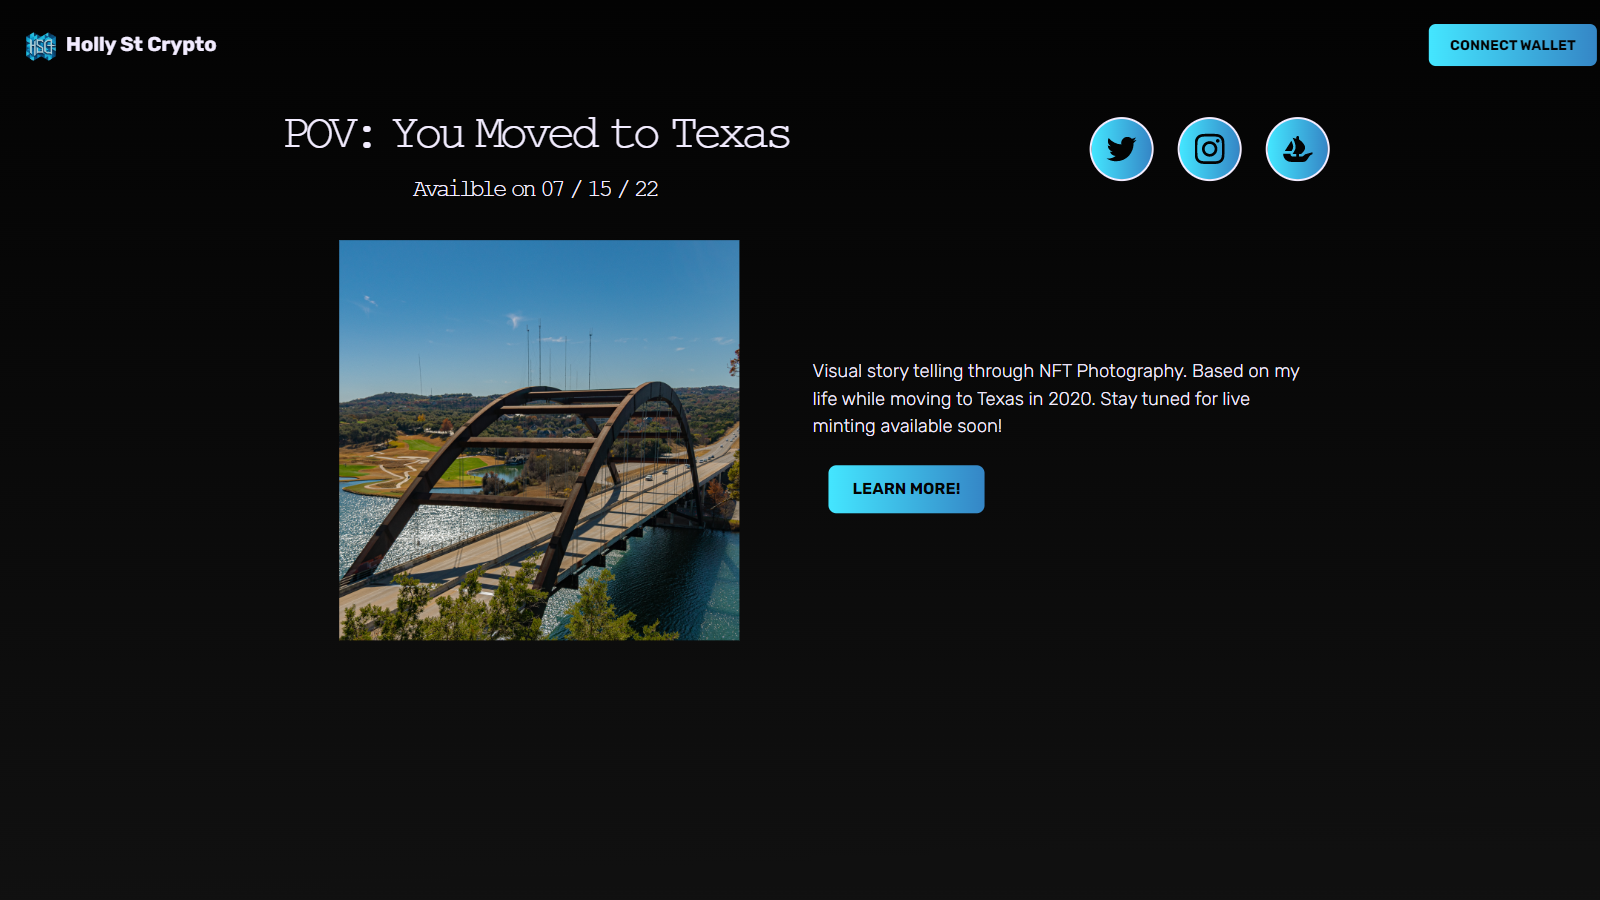 HSC
Holly St Crypto
CONNECT WALLET
POV: You Moved to Texas
Availble on 07 / 15 / 22
Visual story telling through NFT Photography. Based on my
life while moving to Texas in 2020. Stay tuned for live
minting available soon!
LEARN MORE!